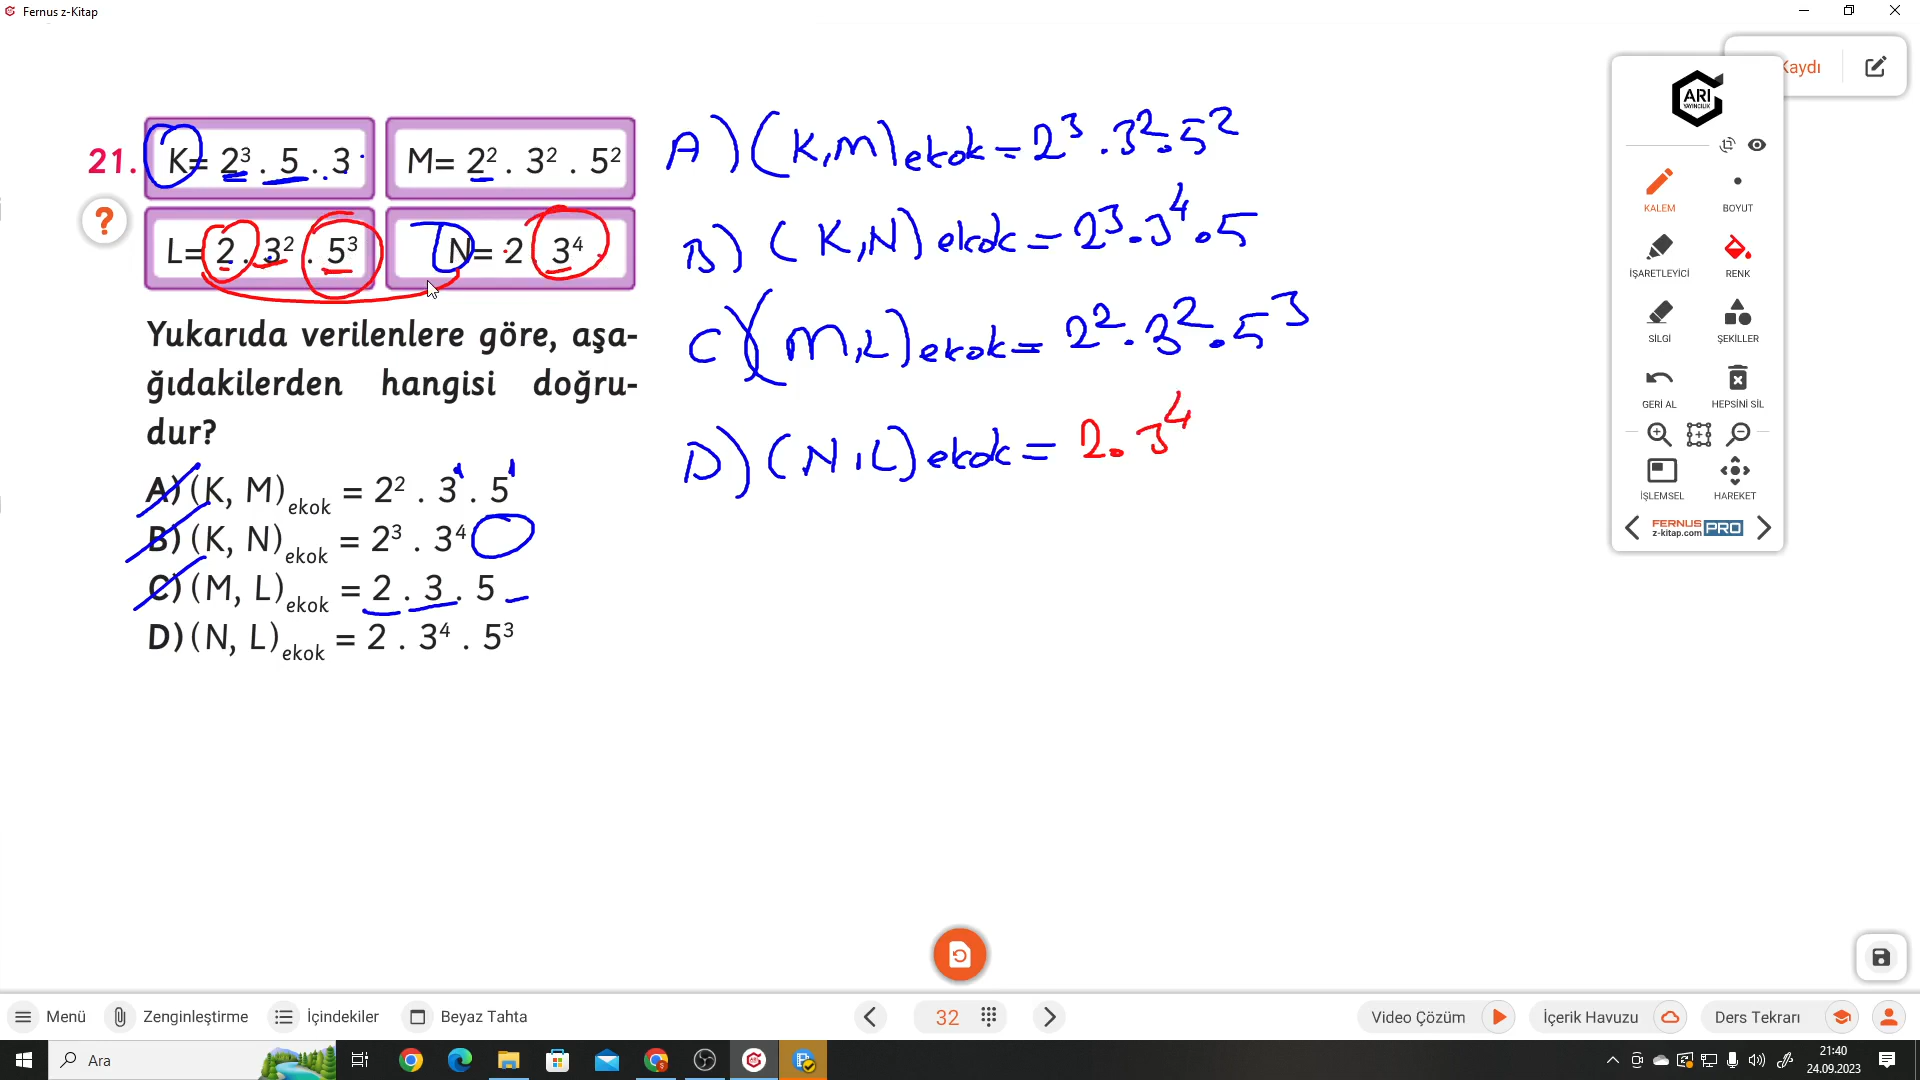 Fernus z-Kitap
Kaydı
ARI
YAYINCILIK
21.
K= 2³ . 5 . 3
M= 2² . 3² . 5²
L= 2 . 3² . 5³
N= 2 3⁴
Yukarıda verilenlere göre, aşa-
ğıdakilerden hangisi doğru-
dur?
A) (K, M)ekok = 2² . 3 . 5
B) (K, N)ekok = 2³ . 3⁴
C) (M, L)ekok = 2 . 3 . 5
D) (N, L)ekok = 2 . 3⁴ . 5³
A) (K,M)ekok = 2³ . 3² . 5²
B) (K,N) ekok = 2³ . 3⁴ . 5
C) (M,L)ekok = 2² . 3² . 5³
D) (N,L)ekok = 2 . 3⁴
KALEM
BOYUT
İŞARETLEYİCİ
RENK
SİLGİ
ŞEKİLLER
GERİ AL
HEPSİNİ SİL
İŞLEMSEL
HAREKET
FERNUS
z-kitap.com
PRO
Menü
Zenginleştirme
İçindekiler
Beyaz Tahta
32
Video Çözüm
İçerik Havuzu
Ders Tekrarı
Ara
21:40
24.09.2023